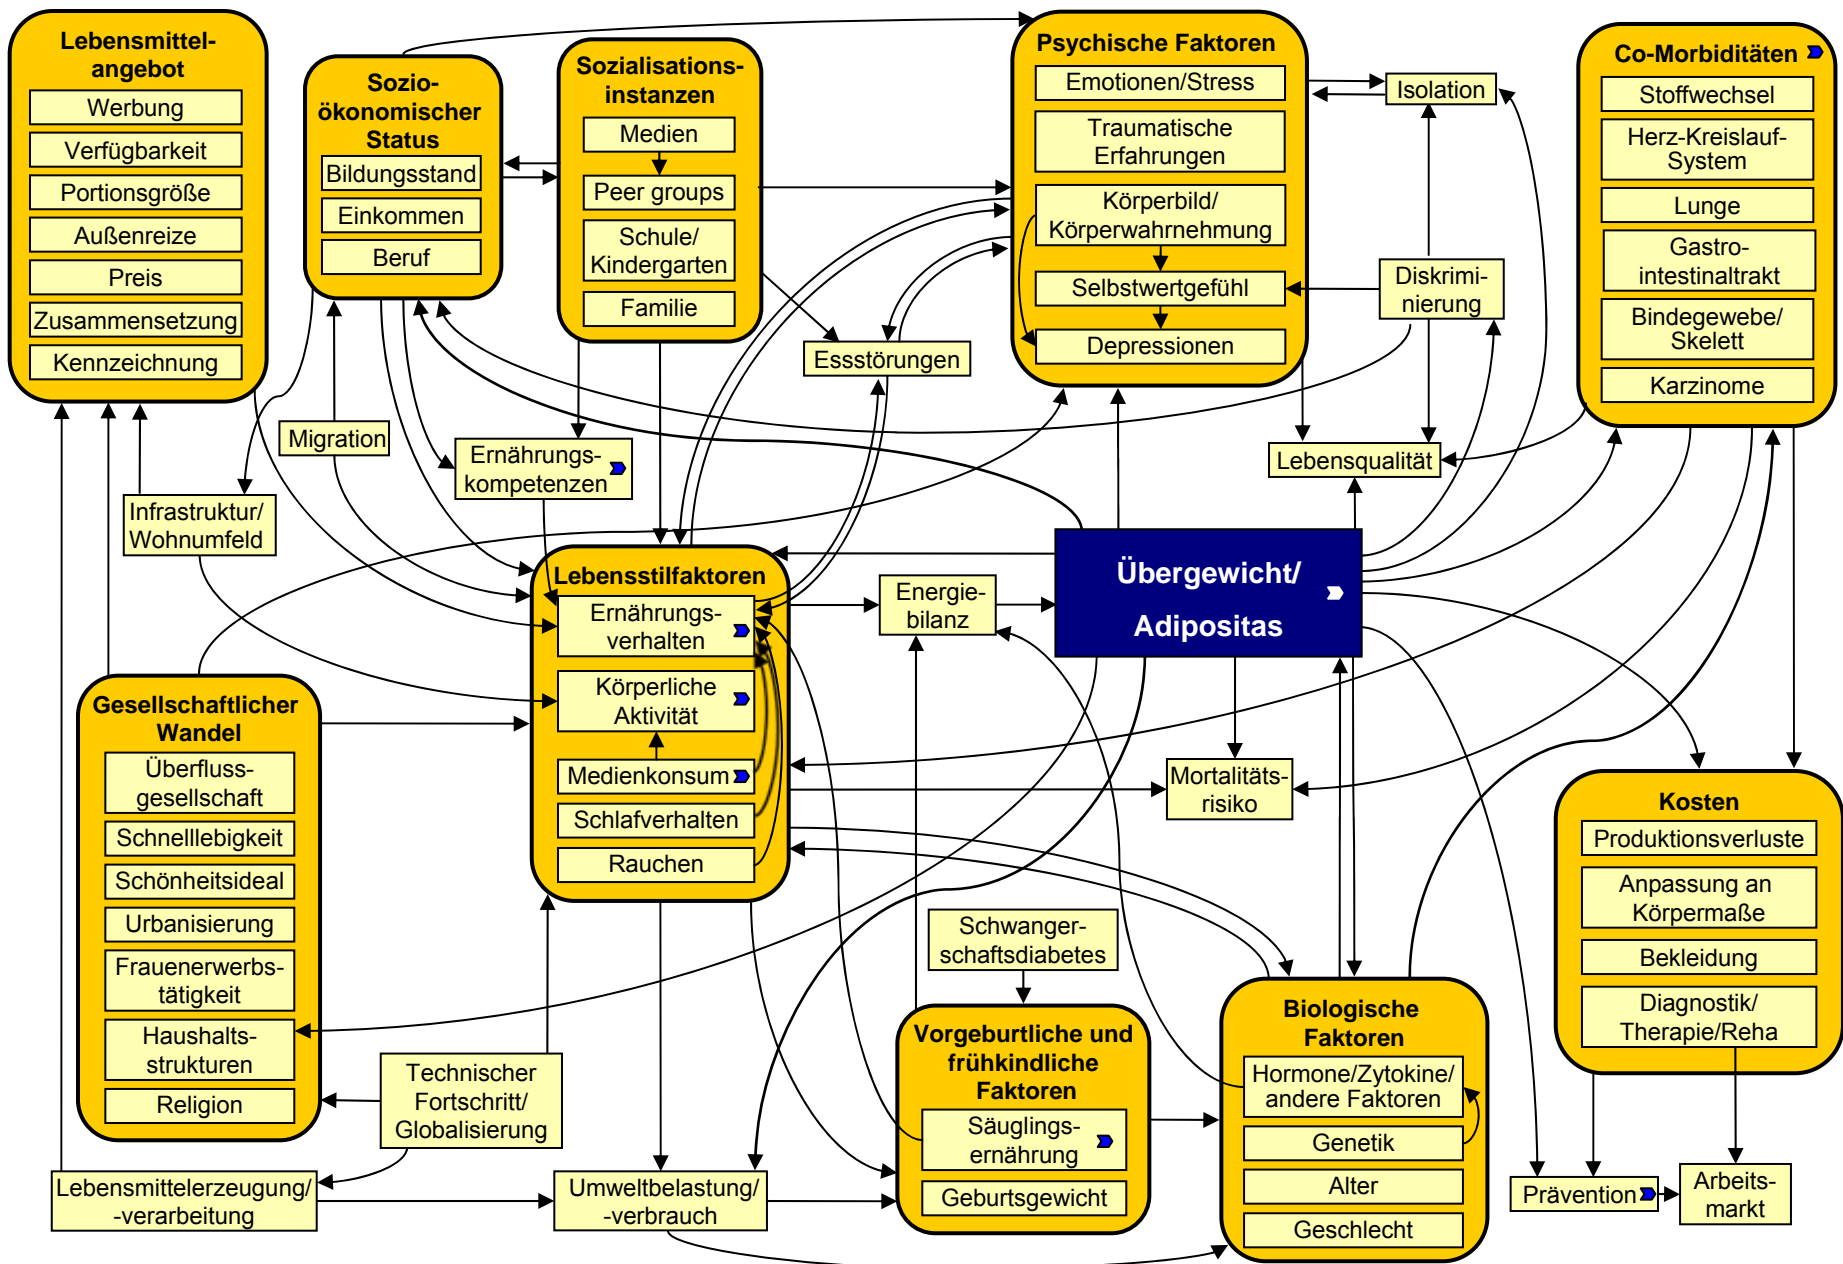 Lebensmittel-
angebot
Werbung
Verfügbarkeit
Portionsgröße
Außenreize
Preis
Zusammensetzung
Kennzeichnung
Sozio-
ökonomischer
Status
Bildungsstand
Einkommen
Beruf
Sozialisations-
instanzen
Medien
Peer groups
Schule/
Kindergarten
Familie
Psychische Faktoren
Emotionen/Stress
Traumatische
Erfahrungen
Körperbild/
Körperwahrnehmung
Selbstwertgefühl
Depressionen
Isolation
Diskrimi-
nierung
Lebensqualität
Co-Morbiditäten
Stoffwechsel
Herz-Kreislauf-
System
Lunge
Gastro-
intestinaltrakt
Bindegewebe/
Skelett
Karzinome
Essstörungen
Migration
Ernährungs-
kompetenzen
Infrastruktur/
Wohnumfeld
Lebensstilfaktoren
Ernährungs-
verhalten
Körperliche
Aktivität
Medienkonsum
Schlafverhalten
Rauchen
Energie-
bilanz
Übergewicht/
Adipositas
Gesellschaftlicher
Wandel
Überfluss-
gesellschaft
Schnelllebigkeit
Schönheitsideal
Urbanisierung
Frauenerwerbs-
tätigkeit
Haushalts-
strukturen
Religion
Mortalitäts-
risiko
Kosten
Produktionsverluste
Anpassung an
Körpermaße
Bekleidung
Diagnostik/
Therapie/Reha
Schwanger-
schaftsdiabetes
Technischer
Fortschritt/
Globalisierung
Vorgeburtliche und
frühkindliche
Faktoren
Säuglings-
ernährung
Geburtsgewicht
Biologische
Faktoren
Hormone/Zytokine/
andere Faktoren
Genetik
Alter
Geschlecht
Lebensmittelerzeugung/
-verarbeitung
Umweltbelastung/
-verbrauch
Prävention
Arbeits-
markt